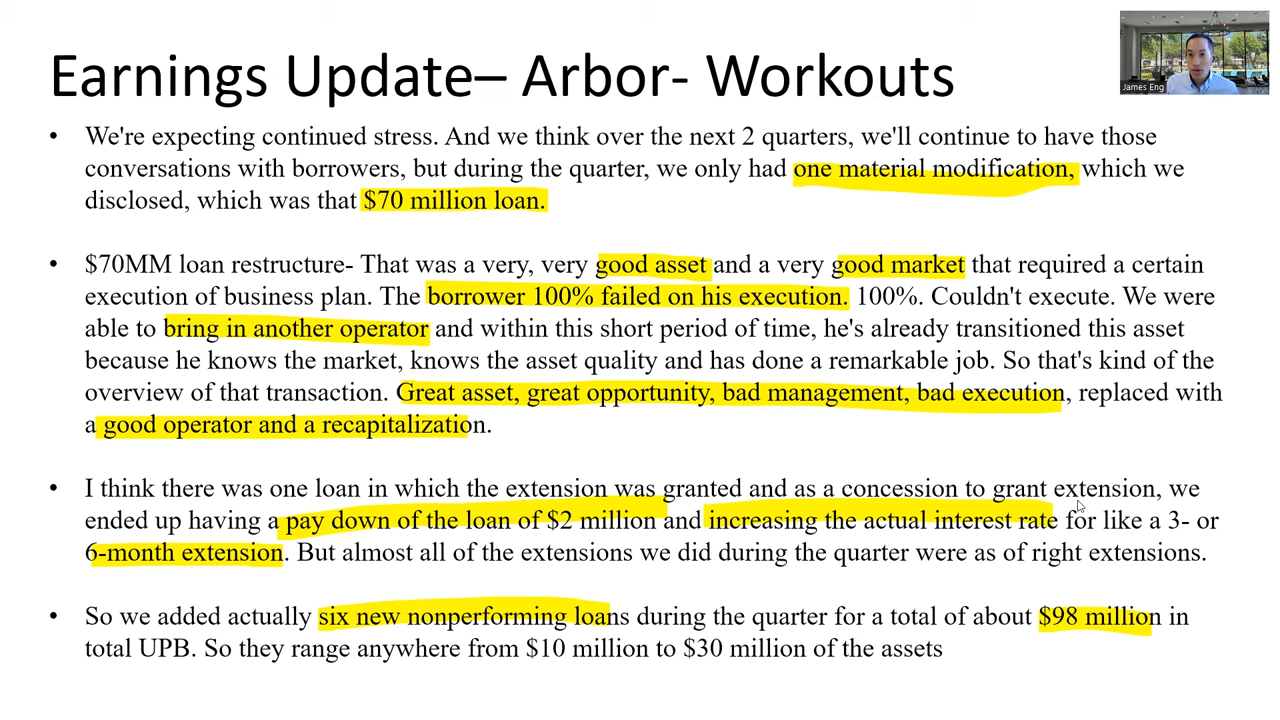 Earnings Update– Arbor- Workouts
James Eng
• We're expecting continued stress. And we think over the next 2 quarters, we'll continue to have those
conversations with borrowers, but during the quarter, we only had one material modification, which we
disclosed, which was that $70 million loan.
• $70MM loan restructure- That was a very, very good asset and a very good market that required a certain
execution of business plan. The borrower 100% failed on his execution. 100%. Couldn't execute. We were
able to bring in another operator and within this short period of time, he's already transitioned this asset
because he knows the market, knows the asset quality and has done a remarkable job. So that's kind of the
overview of that transaction. Great asset, great opportunity, bad management, bad execution, replaced with
a good operator and a recapitalization.
• I think there was one loan in which the extension was granted and as a concession to grant extension, we
ended up having a pay down of the loan of $2 million and increasing the actual interest rate for like a 3- or
6-month extension. But almost all of the extensions we did during the quarter were as of right extensions.
• So we added actually six new nonperforming loans during the quarter for a total of about $98 million in
total UPB. So they range anywhere from $10 million to $30 million of the assets